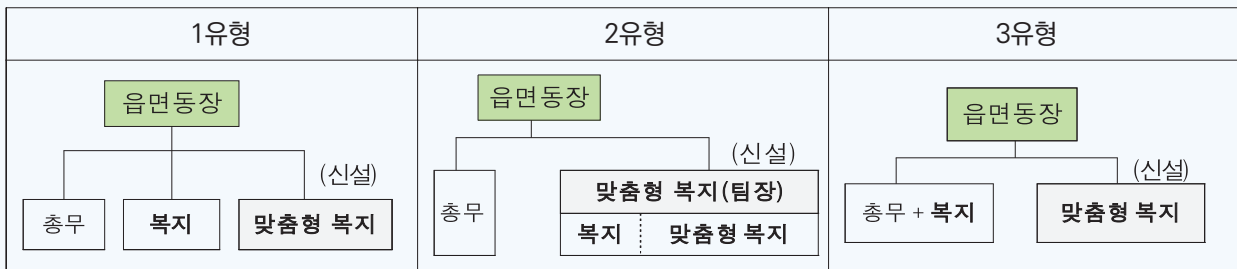 1유형
2유형
3유형
읍면동장
(신설)
총무
복지
맞춤형 복지
읍면동장
(신설)
총무
맞춤형 복지(팀장)
복지
맞춤형 복지
읍면동장
(신설)
총무 + 복지
맞춤형 복지